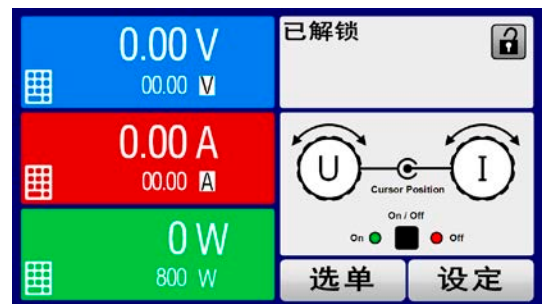 0.00 V
00.00 V
0.00 A
00.00 A
0 W
800 W
已解锁
U
I
Cursor Position
On / Off
On
Off
选单
设定